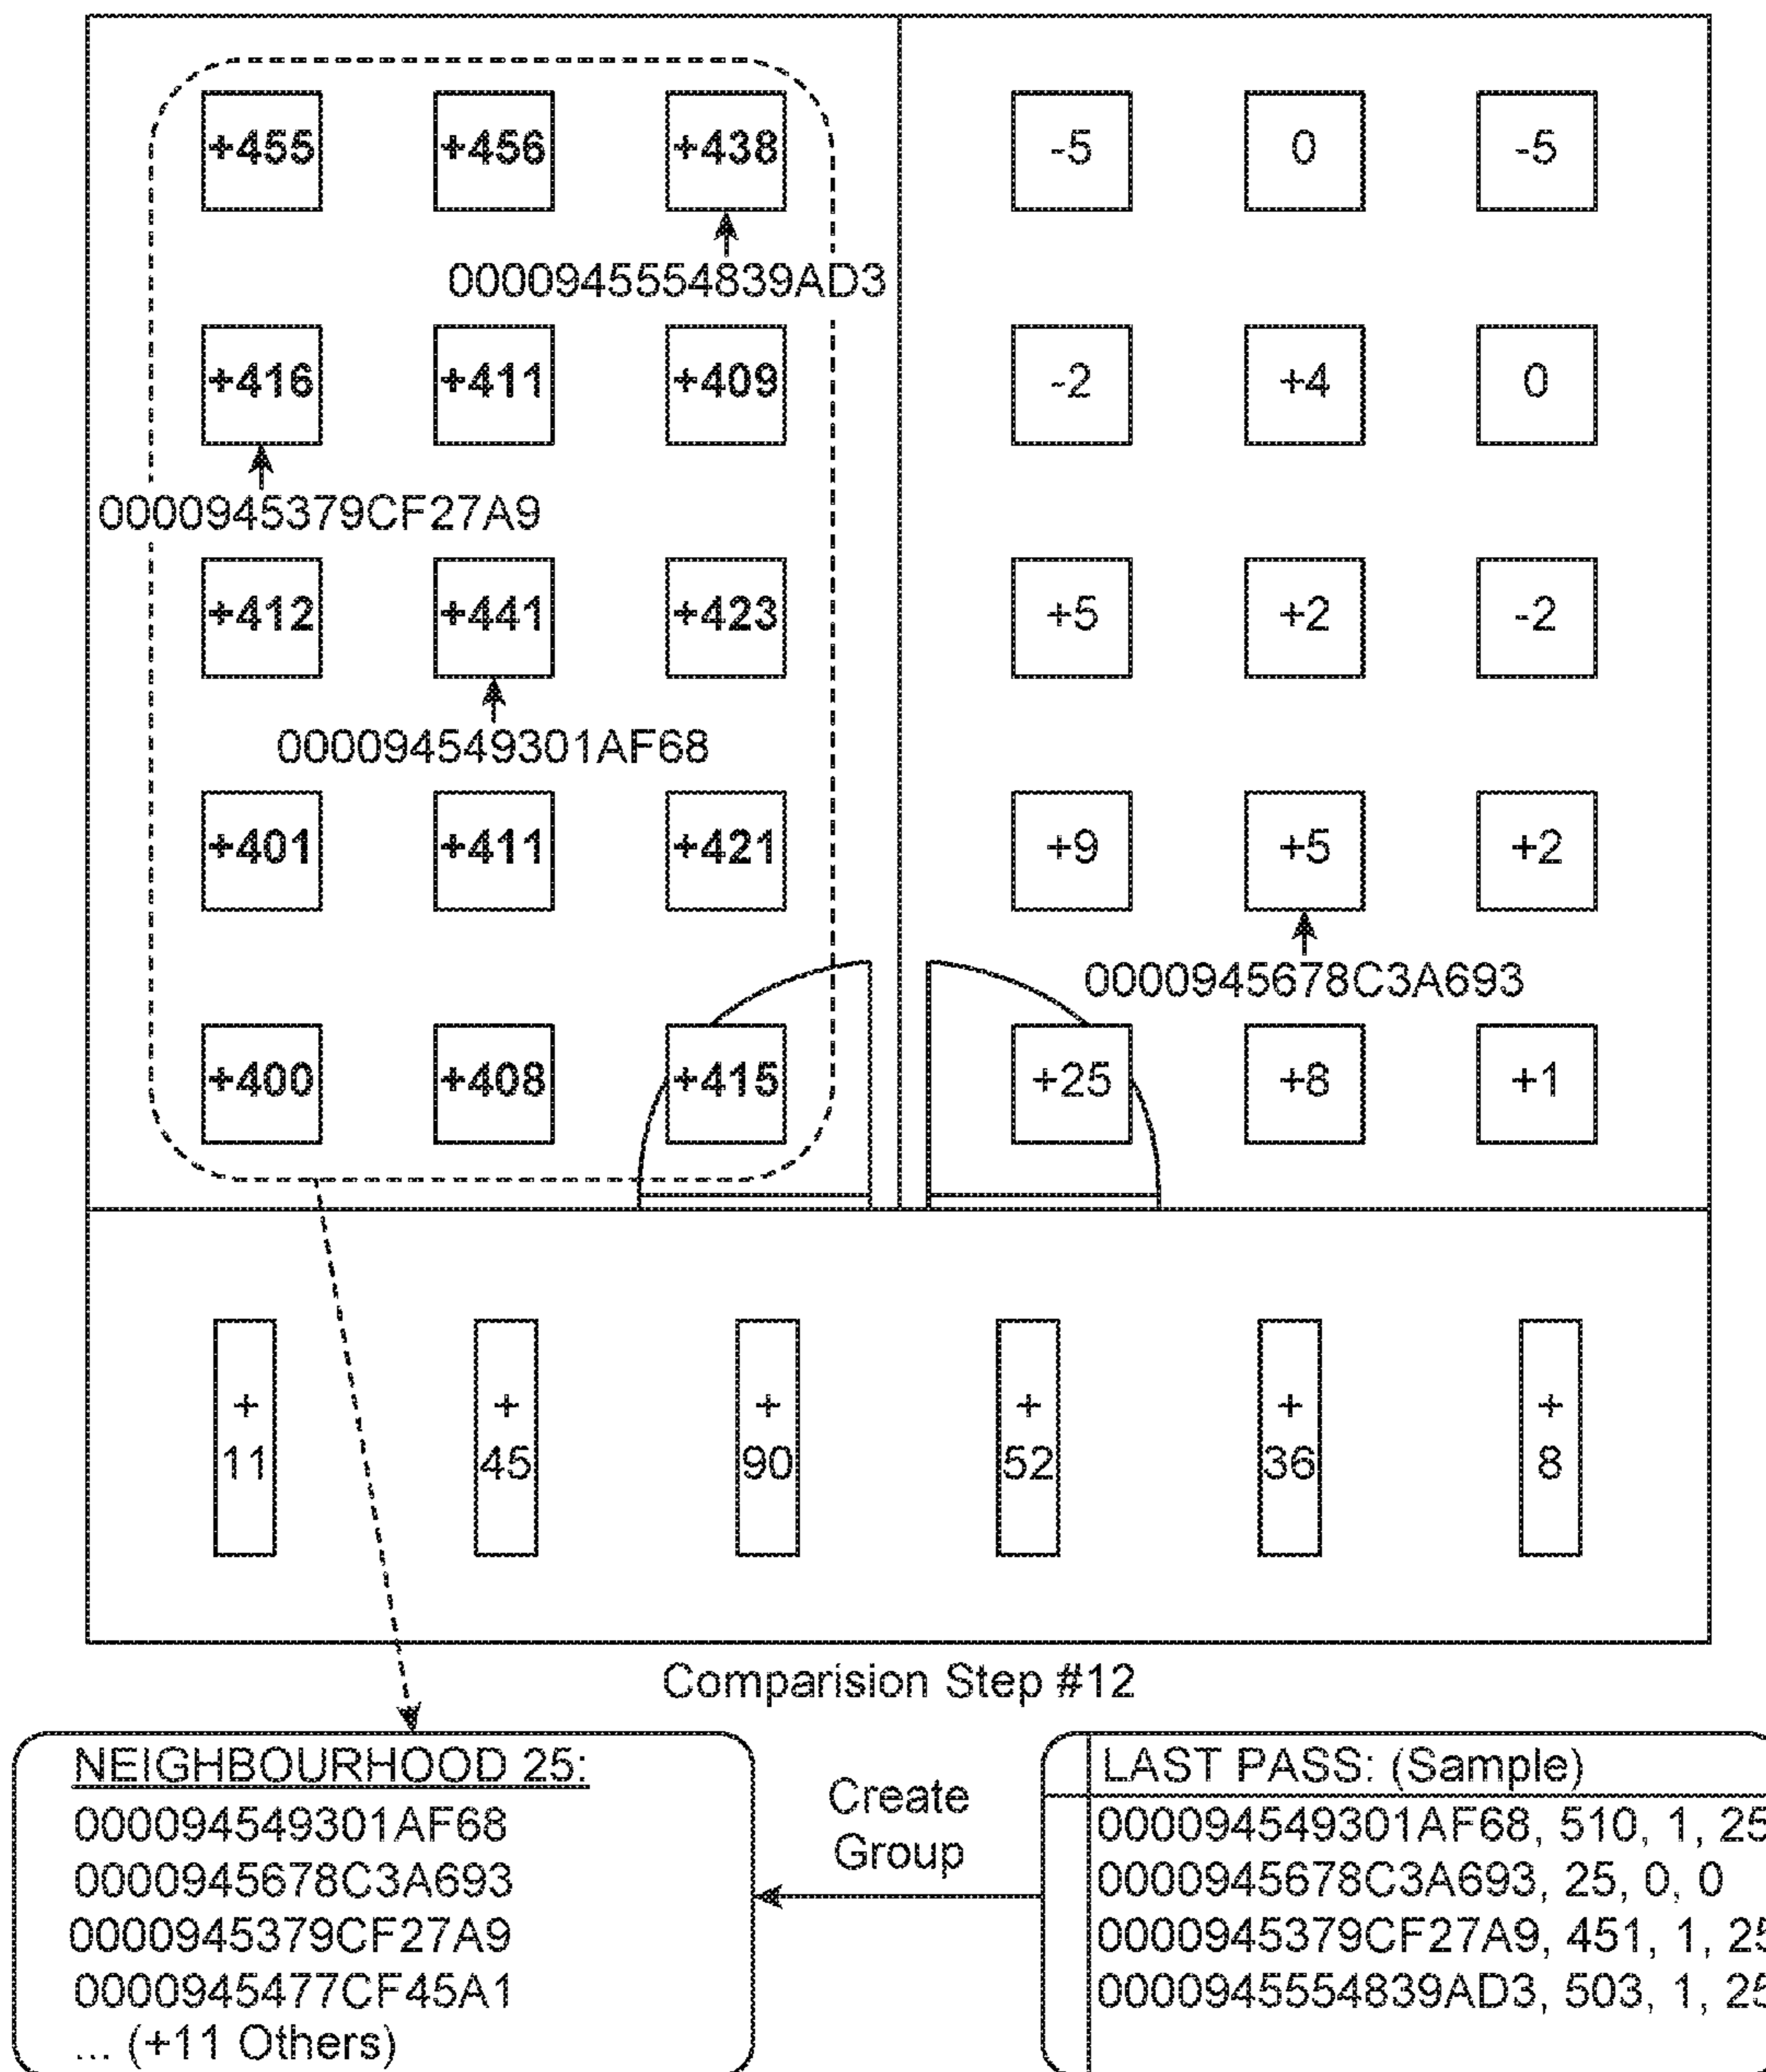 +455 +456 +438 -5 0 -5
0000945554839AD3
+416 +411 +409 -2 +4 0
0000945379CF27A9
+412 +441 +423 +5 +2 -2
000094549301AF68
+401 +411 +421 +9 +5 +2
0000945678C3A693
+400 +408 +415 +25 +8 +1
+ + + + + +
11 45 90 52 36 8
Comparision Step #12
NEIGHBOURHOOD 25:
000094549301AF68
0000945678C3A693
0000945379CF27A9
0000945477CF45A1
... (+11 Others)
Create
Group
LAST PASS: (Sample)
000094549301AF68, 510, 1, 25
0000945678C3A693, 25, 0, 0
0000945379CF27A9, 451, 1, 25
0000945554839AD3, 503, 1, 25